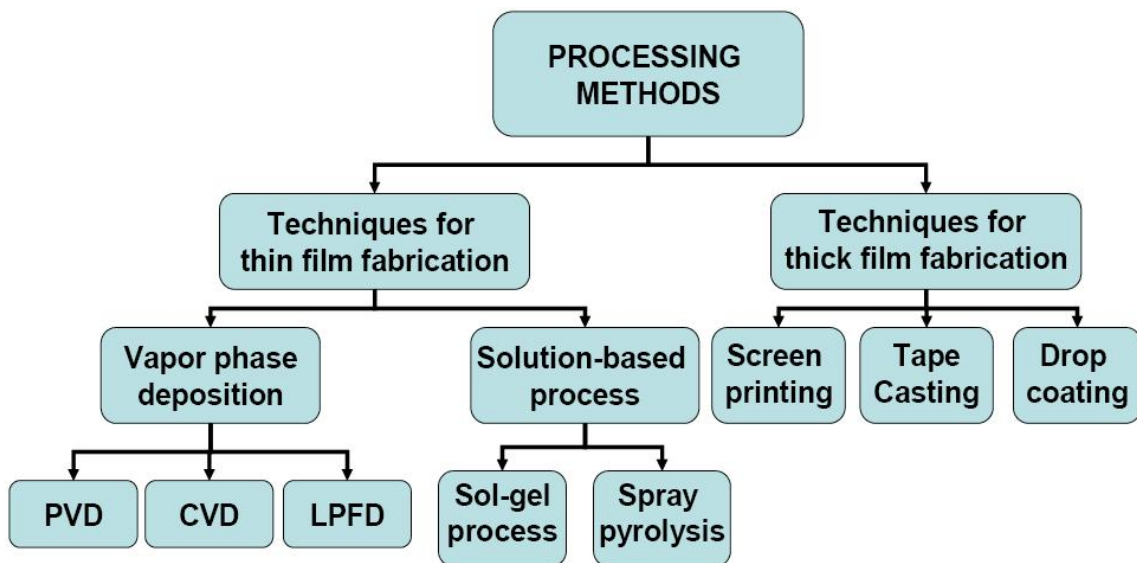 PROCESSING
METHODS
Techniques for
thin film fabrication
Techniques for
thick film fabrication
Vapor phase
deposition
Solution-based
process
Screen
printing
Tape
Casting
Drop
coating
PVD
CVD
LPFD
Sol-gel
process
Spray
pyrolysis